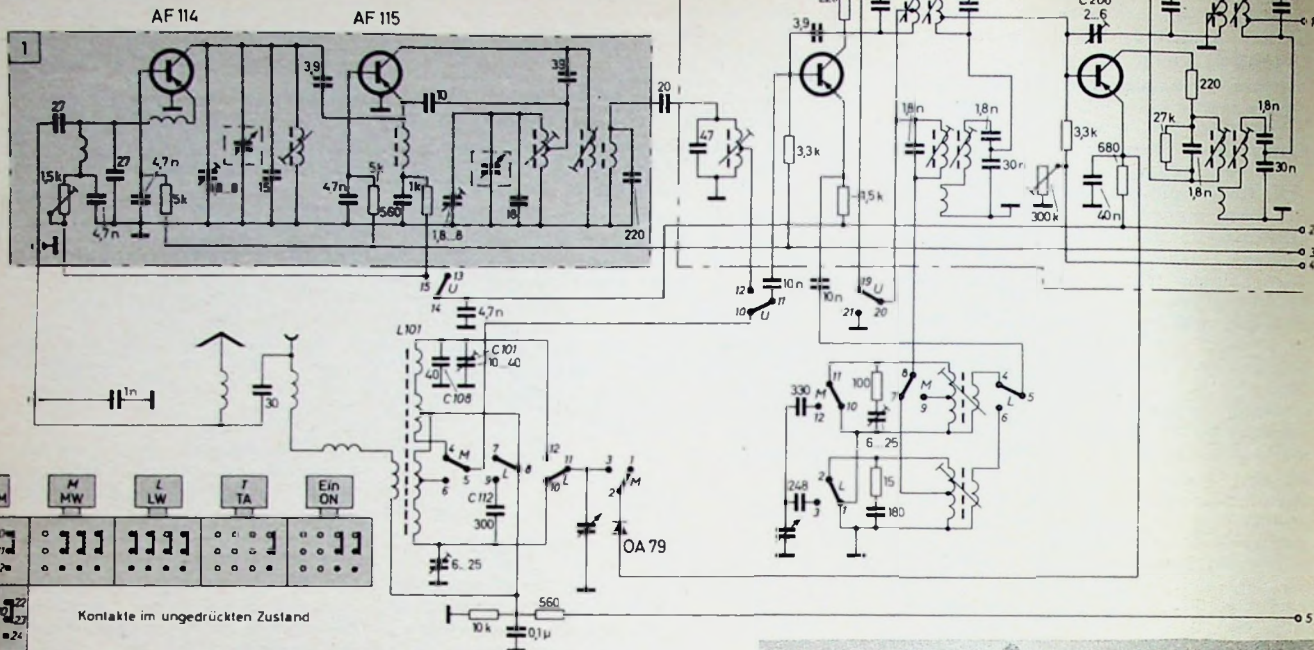 AF 114
AF 115
1
27
27
1,5k
4,7n
4,7n
5k
15
3,9
10
39
5k
47n
560
1k
1,8...8
18
220
20
47
3,9
3,3k
1,5k
1,8n
1,8n
30n
2...6
3,3k
300k
680
40n
220
27k
1,8n
1,8n
30n
2
3
4
13
U
15
14
4,7n
12
10
11
U
10n
10n
19
U
20
21
L101
C101
10...40
40
C108
1n
30
4
M
5
6
7
L
8
9
C112
300
12
11
L
10
3
1
2
M
OA 79
6...25
10k
560
0,1µ
5
330
11
M
12
10
100
6...25
8
M
7
9
4
L
5
6
248
2
L
3
1
15
180
M
M
MW
L
LW
T
TA
Ein
ON
Kontakte im ungedrückten Zustand
22
23
24